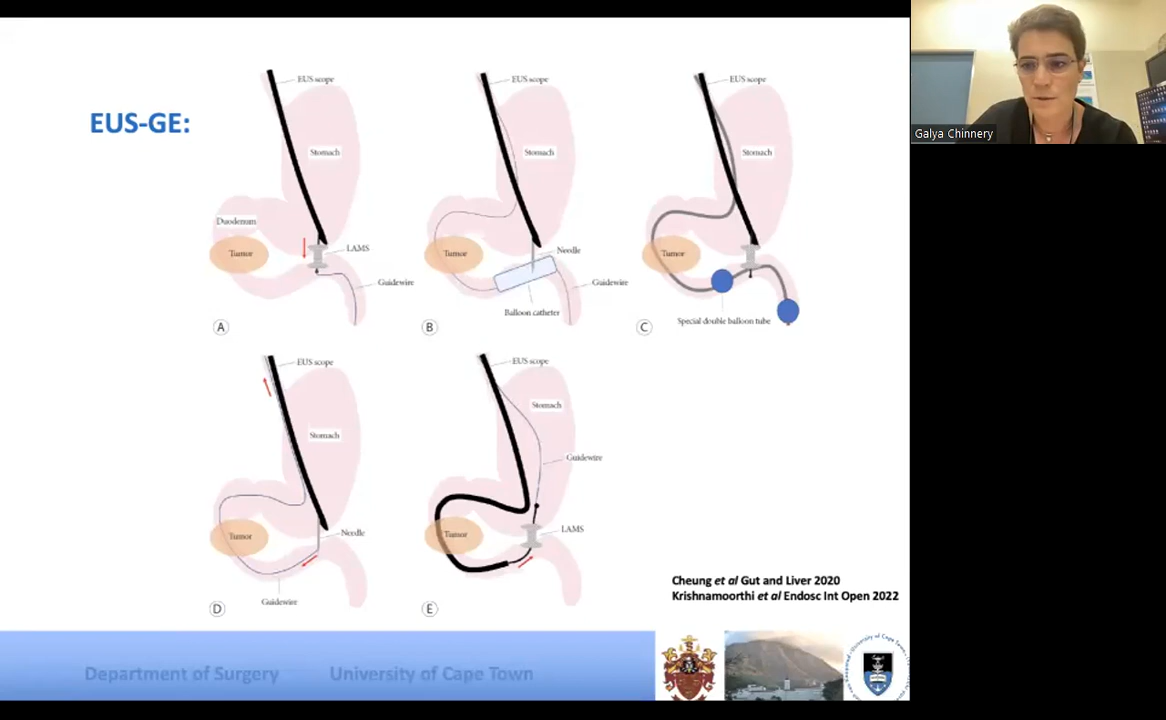 EUS-GE:
EUS scope
Stomach
Duodenum
Tumor
LAMS
Guidewire
A
EUS scope
Stomach
Tumor
Needle
Guidewire
Balloon catheter
B
EUS scope
Stomach
Tumor
Special double balloon tube
C
EUS scope
Stomach
Tumor
Needle
Guidewire
D
EUS scope
Stomach
Guidewire
LAMS
Tumor
E
Cheung et al Gut and Liver 2020
Krishnamoorthi et al Endosc Int Open 2022
Department of Surgery University of Cape Town
Galya Chinnery